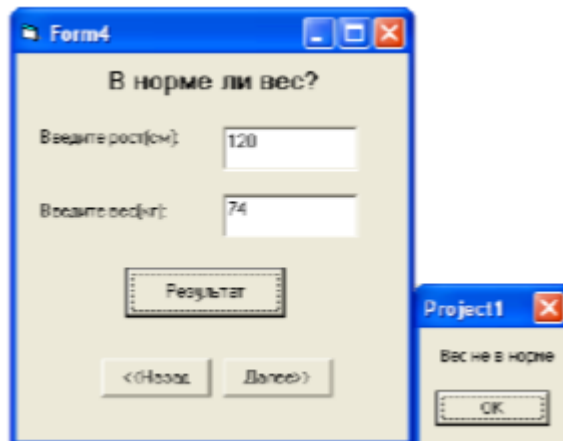 Form4
В норме ли вес?
Введите рост(см):
120
Введите вес(кг):
74
Результат
<<Назад
Далее>>
Project1
Вес не в норме
OK